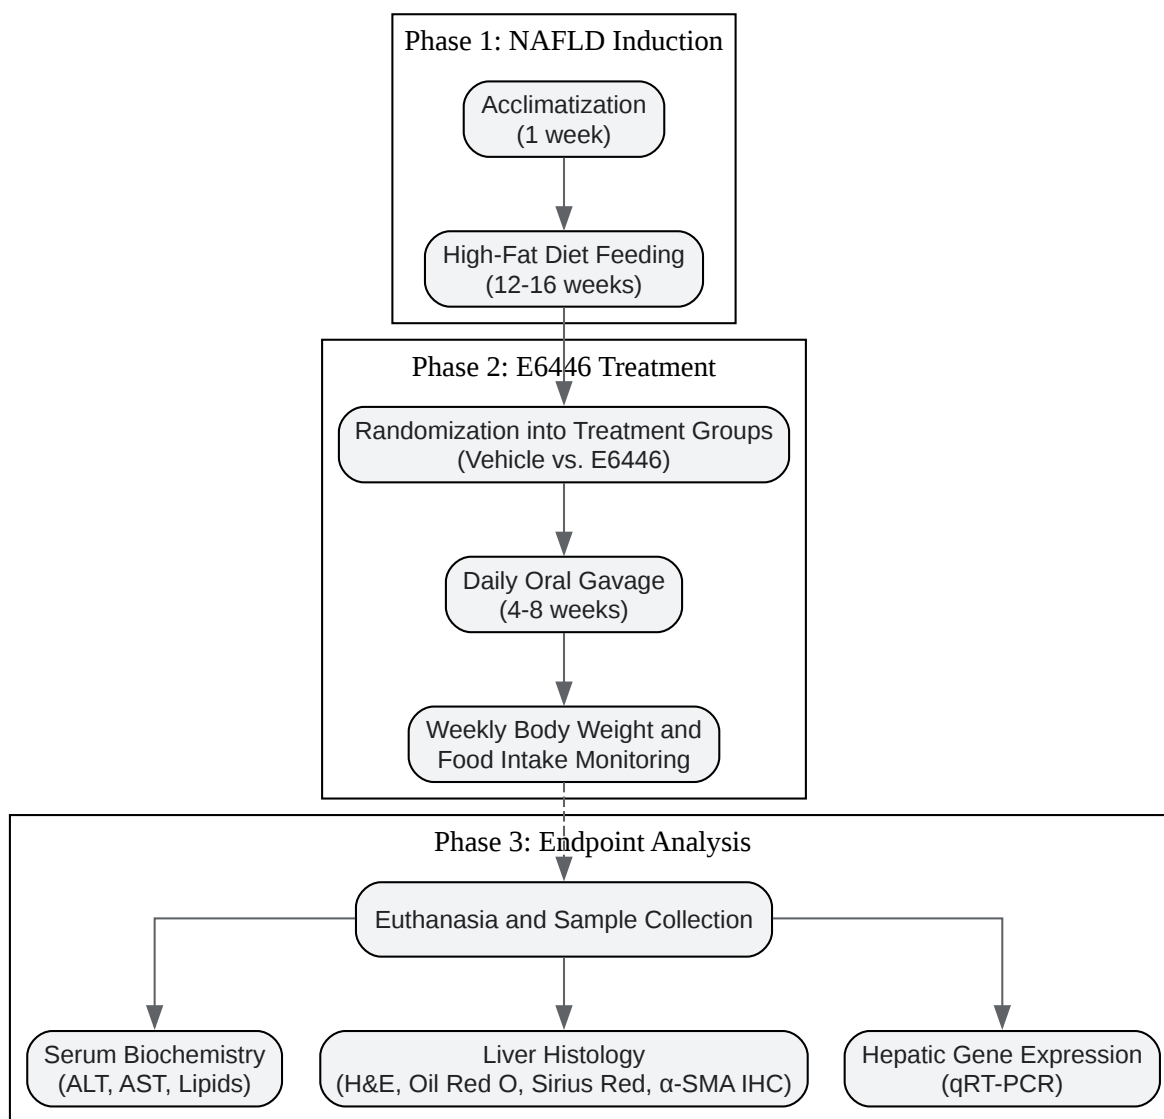 Phase 1: NAFLD Induction
Acclimatization
(1 week)
High-Fat Diet Feeding
(12-16 weeks)
Phase 2: E6446 Treatment
Randomization into Treatment Groups
(Vehicle vs. E6446)
Daily Oral Gavage
(4-8 weeks)
Weekly Body Weight and
Food Intake Monitoring
Phase 3: Endpoint Analysis
Euthanasia and Sample Collection
Serum Biochemistry
(ALT, AST, Lipids)
Liver Histology
(H&E, Oil Red O, Sirius Red, α-SMA IHC)
Hepatic Gene Expression
(qRT-PCR)